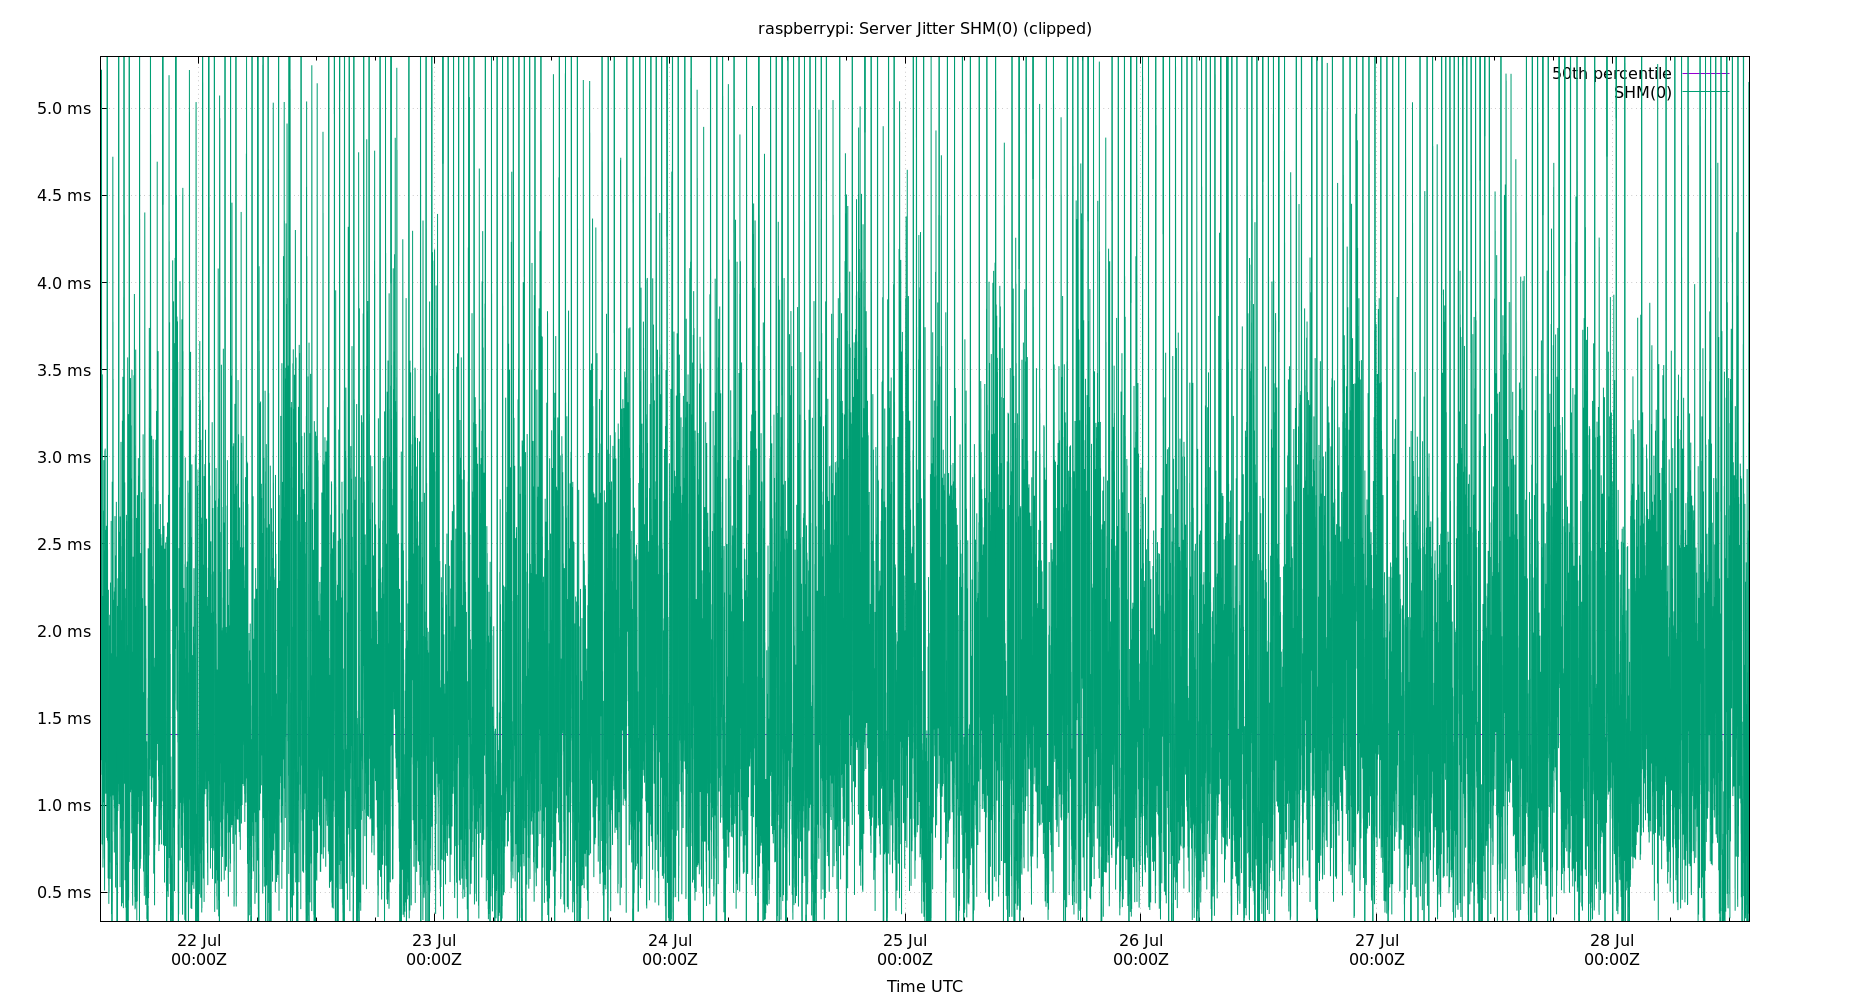 raspberrypi: Server Jitter SHM(0) (clipped)
50th percentile
SHM(0)
5.0 ms
4.5 ms
4.0 ms
3.5 ms
3.0 ms
2.5 ms
2.0 ms
1.5 ms
1.0 ms
0.5 ms
22 Jul 23 Jul 24 Jul 25 Jul 26 Jul 27 Jul 28 Jul
00:00Z 00:00Z 00:00Z 00:00Z 00:00Z 00:00Z 00:00Z
Time UTC